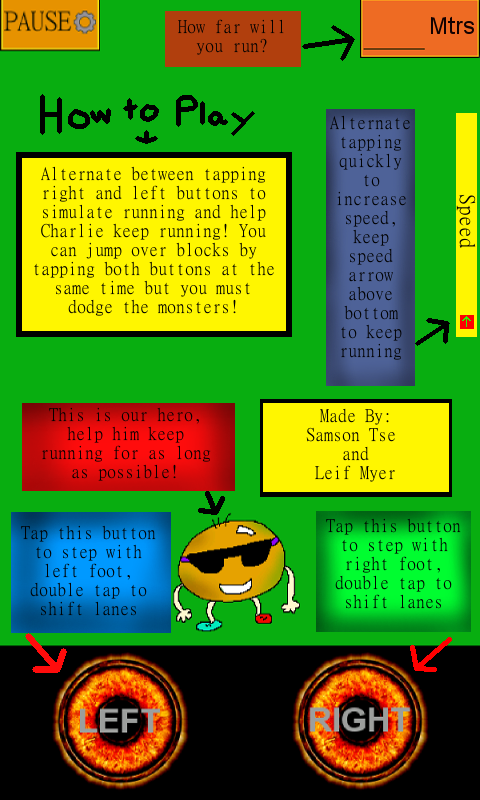 PAUSE
How far will
you run?
______ Mtrs
How to Play
Alternate between tapping
right and left buttons to
simulate running and help
Charlie keep running! You
can jump over blocks by
tapping both buttons at the
same time but you must
dodge the monsters!
Alternate
tapping
quickly
to
increase
speed,
keep
speed
arrow
above
bottom
to keep
running
Speed
This is our hero,
help him keep
running for as long
as possible!
Made By:
Samson Tse
and
Leif Myer
Tap this button
to step with
left foot,
double tap to
shift lanes
Tap this button
to step with
right foot,
double tap to
shift lanes
LEFT
RIGHT